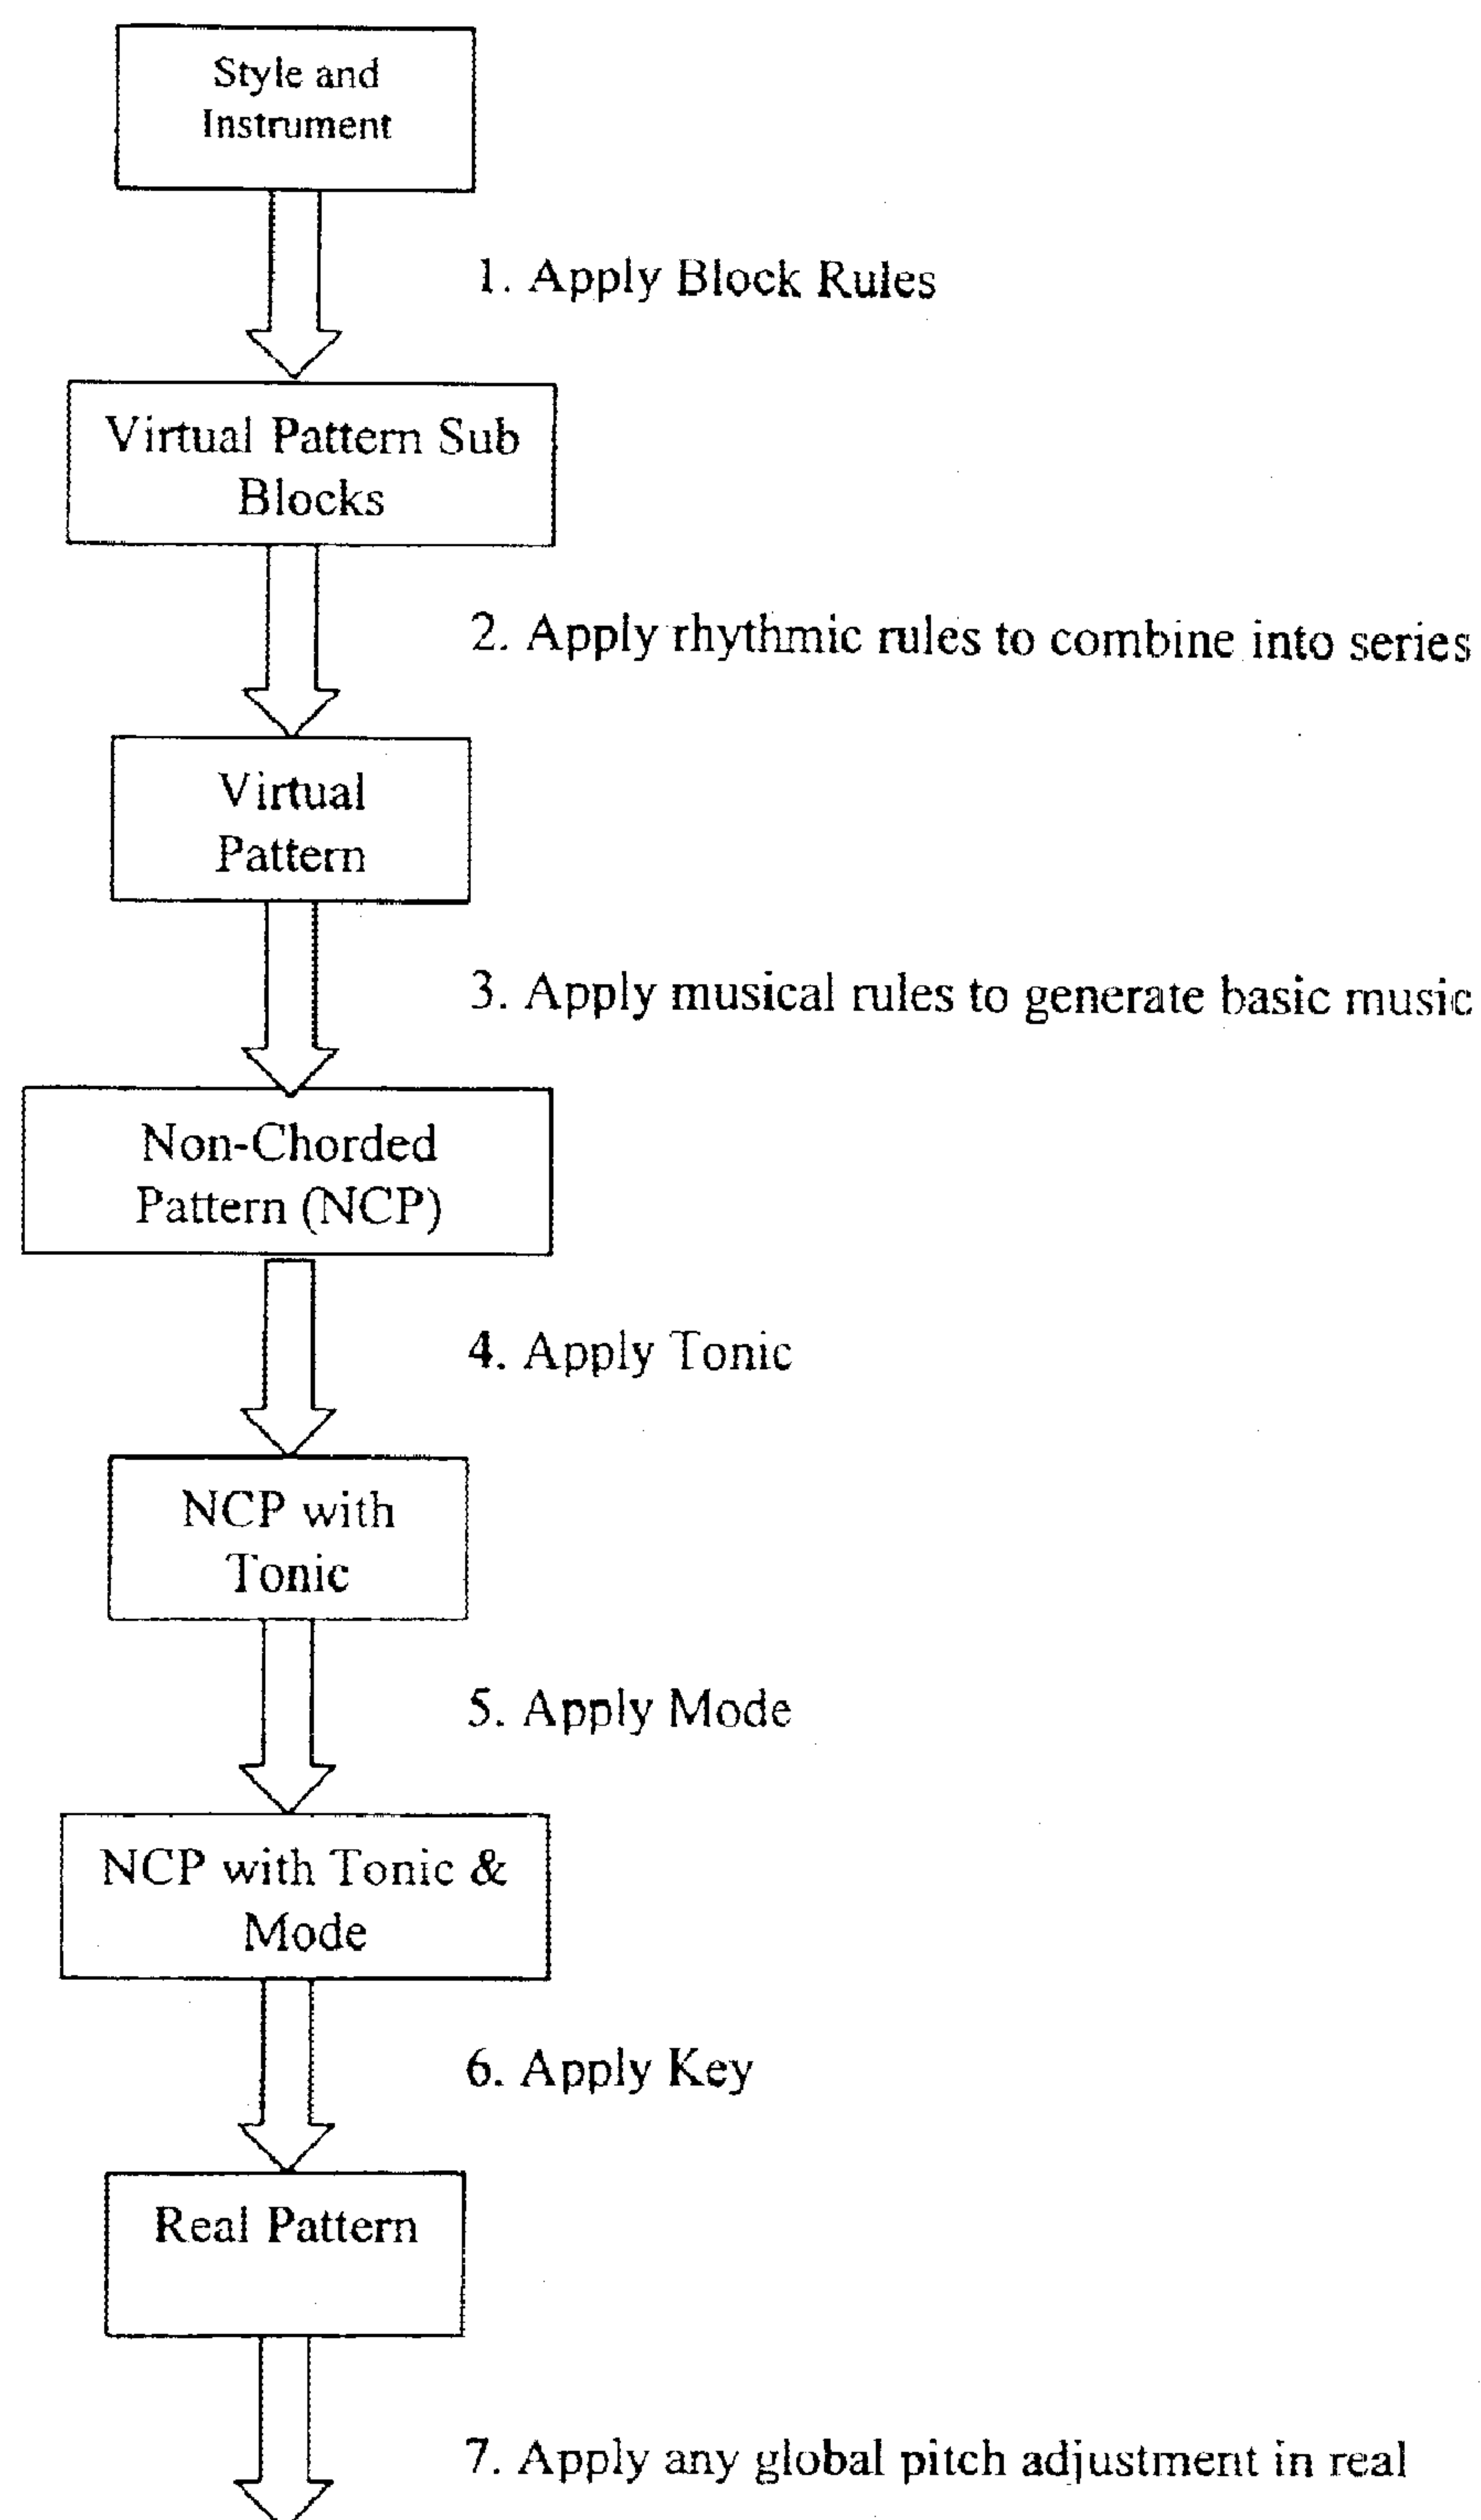 Style and
Instrument
1. Apply Block Rules
Virtual Pattern Sub
Blocks
2. Apply rhythmic rules to combine into series
Virtual
Pattern
3. Apply musical rules to generate basic music
Non-Chorded
Pattern (NCP)
4. Apply Tonic
NCP with
Tonic
5. Apply Mode
NCP with Tonic &
Mode
6. Apply Key
Real Pattern
7. Apply any global pitch adjustment in real